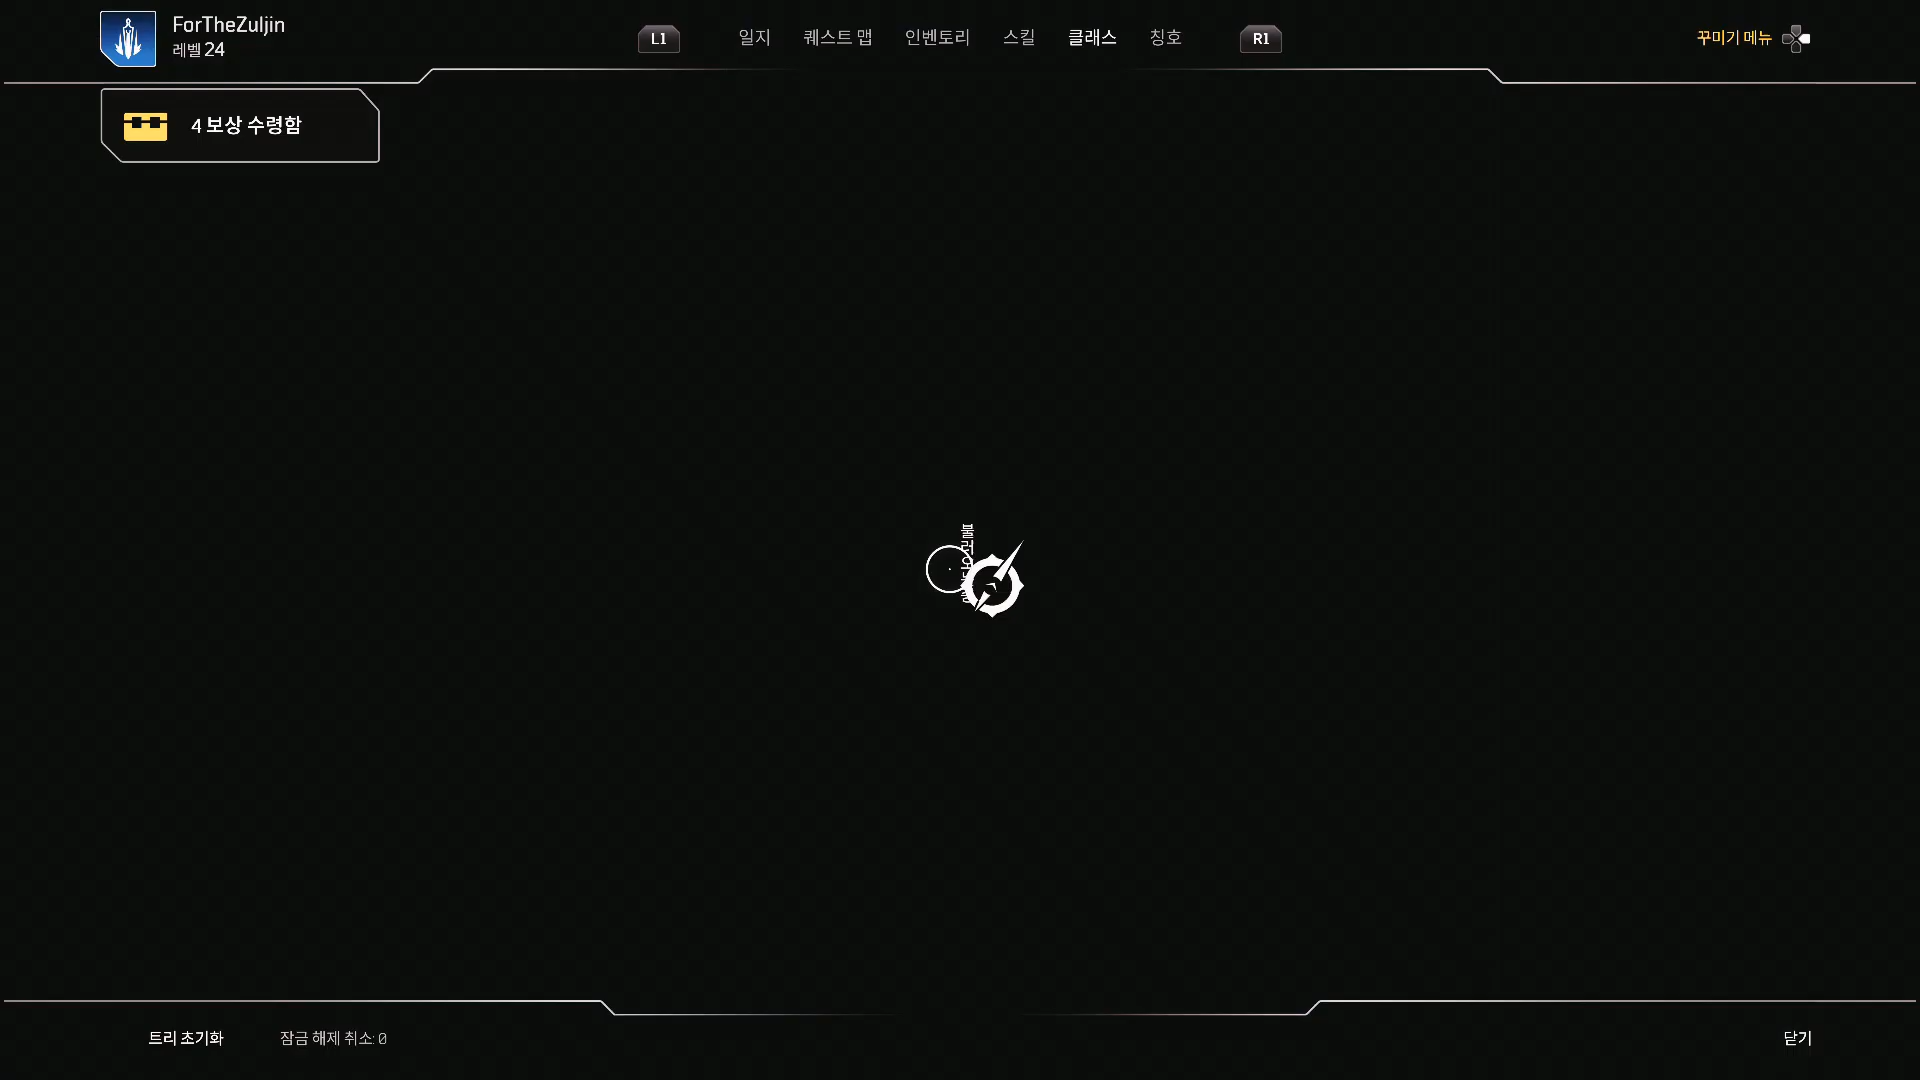 ForTheZuljin
레벨 24
L1
일지
퀘스트 맵
인벤토리
스킬
클래스
칭호
R1
꾸미기 메뉴
4 보상 수령함
트리 초기화
잠금 해제 취소: 0
닫기